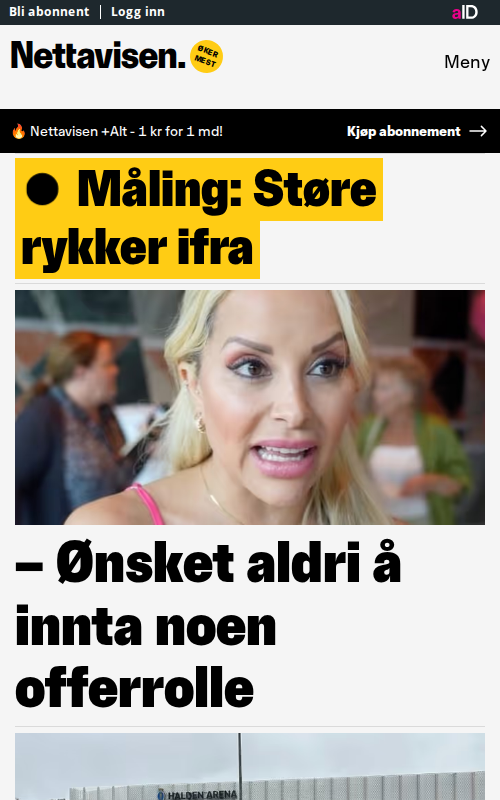 Bli abonnent | Logg inn
aID
Nettavisen.
ØKER
MEST
Meny
🔥 Nettavisen +Alt - 1 kr for 1 md!
Kjøp abonnement →
● Måling: Støre
rykker ifra
– Ønsket aldri å
innta noen
offerrolle
HALDEN ARENA